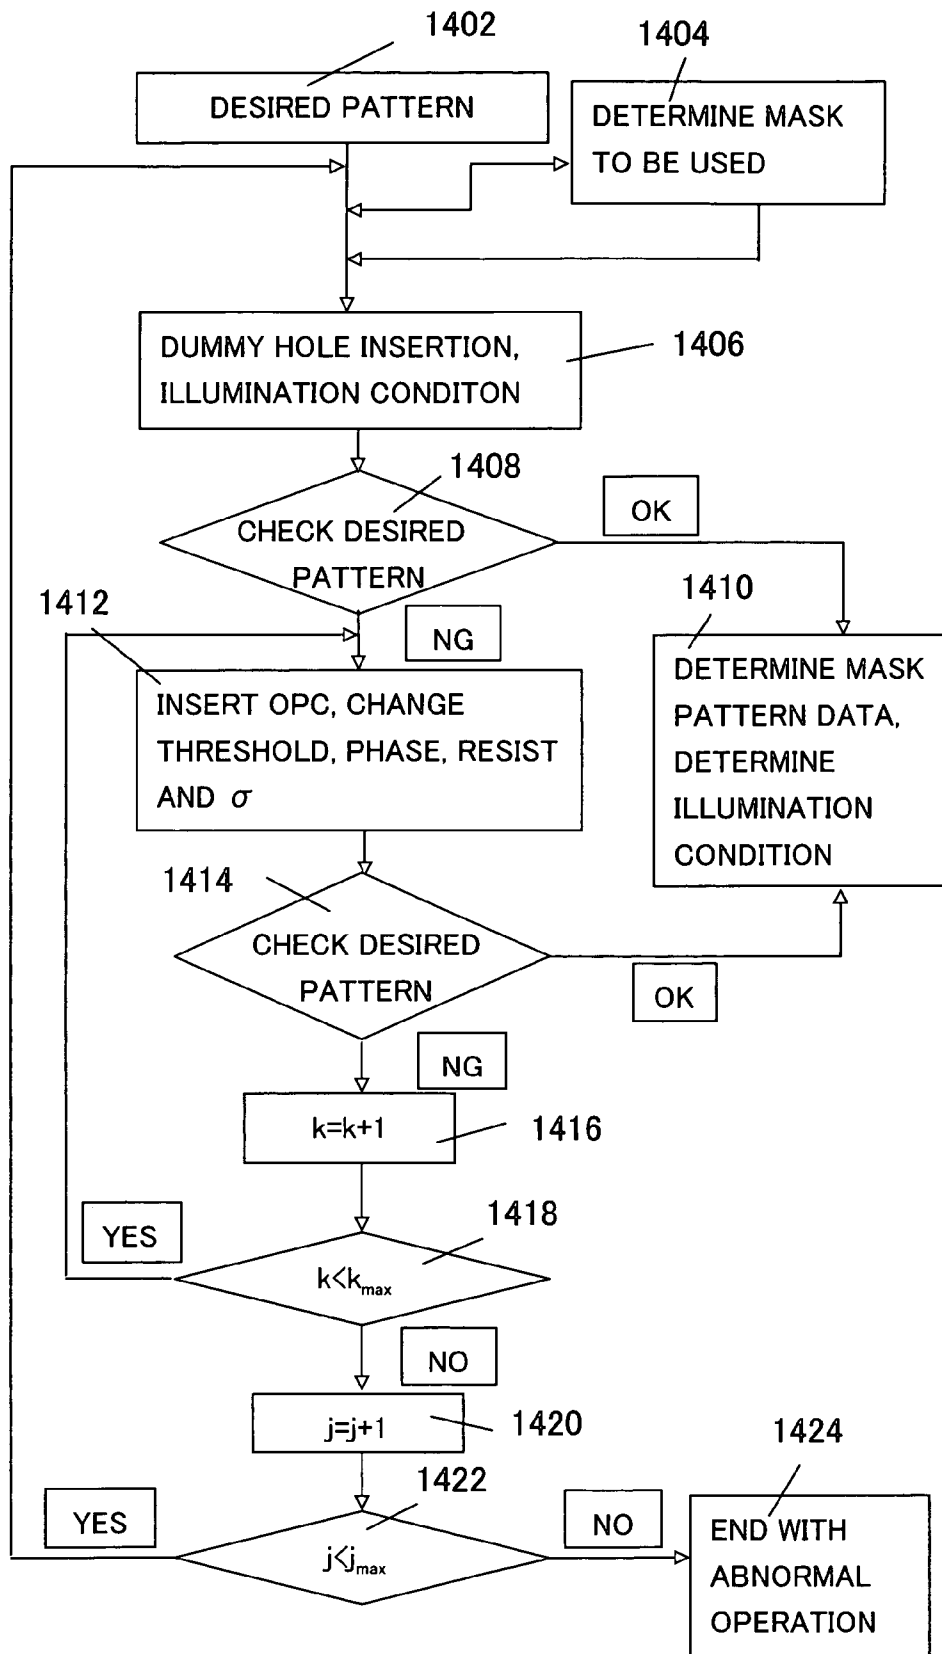 1402
DESIRED PATTERN
1404
DETERMINE MASK
TO BE USED
DUMMY HOLE INSERTION,
ILLUMINATION CONDITON
1406
1408
CHECK DESIRED
PATTERN
OK
NG
1410
DETERMINE MASK
PATTERN DATA,
DETERMINE
ILLUMINATION
CONDITION
1412
INSERT OPC, CHANGE
THRESHOLD, PHASE, RESIST
AND σ
1414
CHECK DESIRED
PATTERN
OK
NG
k=k+1
1416
1418
YES
k<kmax
NO
j=j+1
1420
1422
YES
j<jmax
NO
1424
END WITH
ABNORMAL
OPERATION